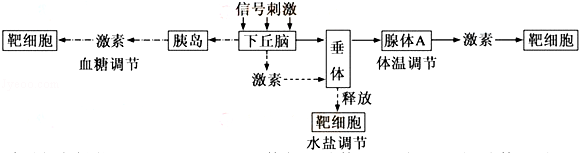 信号刺激
靶细胞 激素 胰岛 下丘脑 垂体 腺体A 激素 靶细胞
血糖调节 激素 体温调节
释放
靶细胞
水盐调节